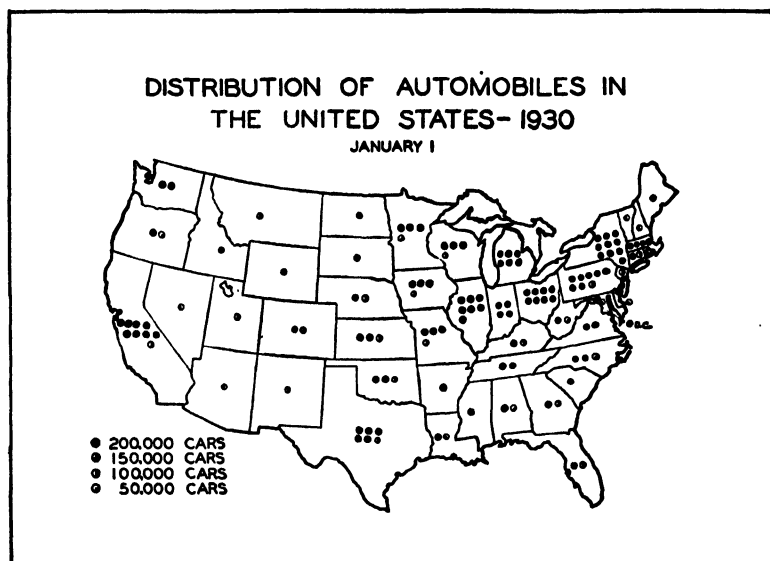 DISTRIBUTION OF AUTOMOBILES IN
THE UNITED STATES-1930
JANUARY 1
D.C.
200,000 CARS
150,000 CARS
100,000 CARS
50,000 CARS